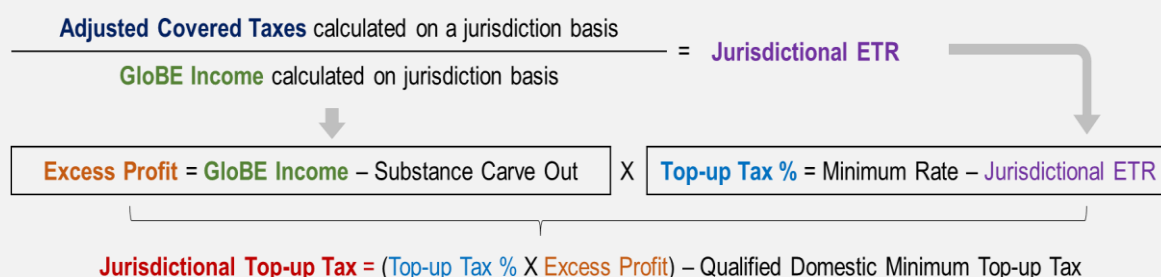 Adjusted Covered Taxes calculated on a jurisdiction basis
GloBE Income calculated on jurisdiction basis
= Jurisdictional ETR
Excess Profit = GloBE Income – Substance Carve Out X Top-up Tax % = Minimum Rate – Jurisdictional ETR
Jurisdictional Top-up Tax = (Top-up Tax % X Excess Profit) – Qualified Domestic Minimum Top-up Tax